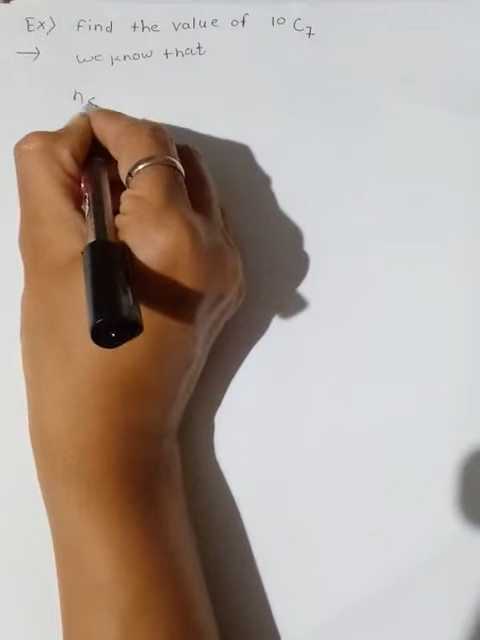 Ex) Find the value of ¹⁰C₇
→ we know that
n